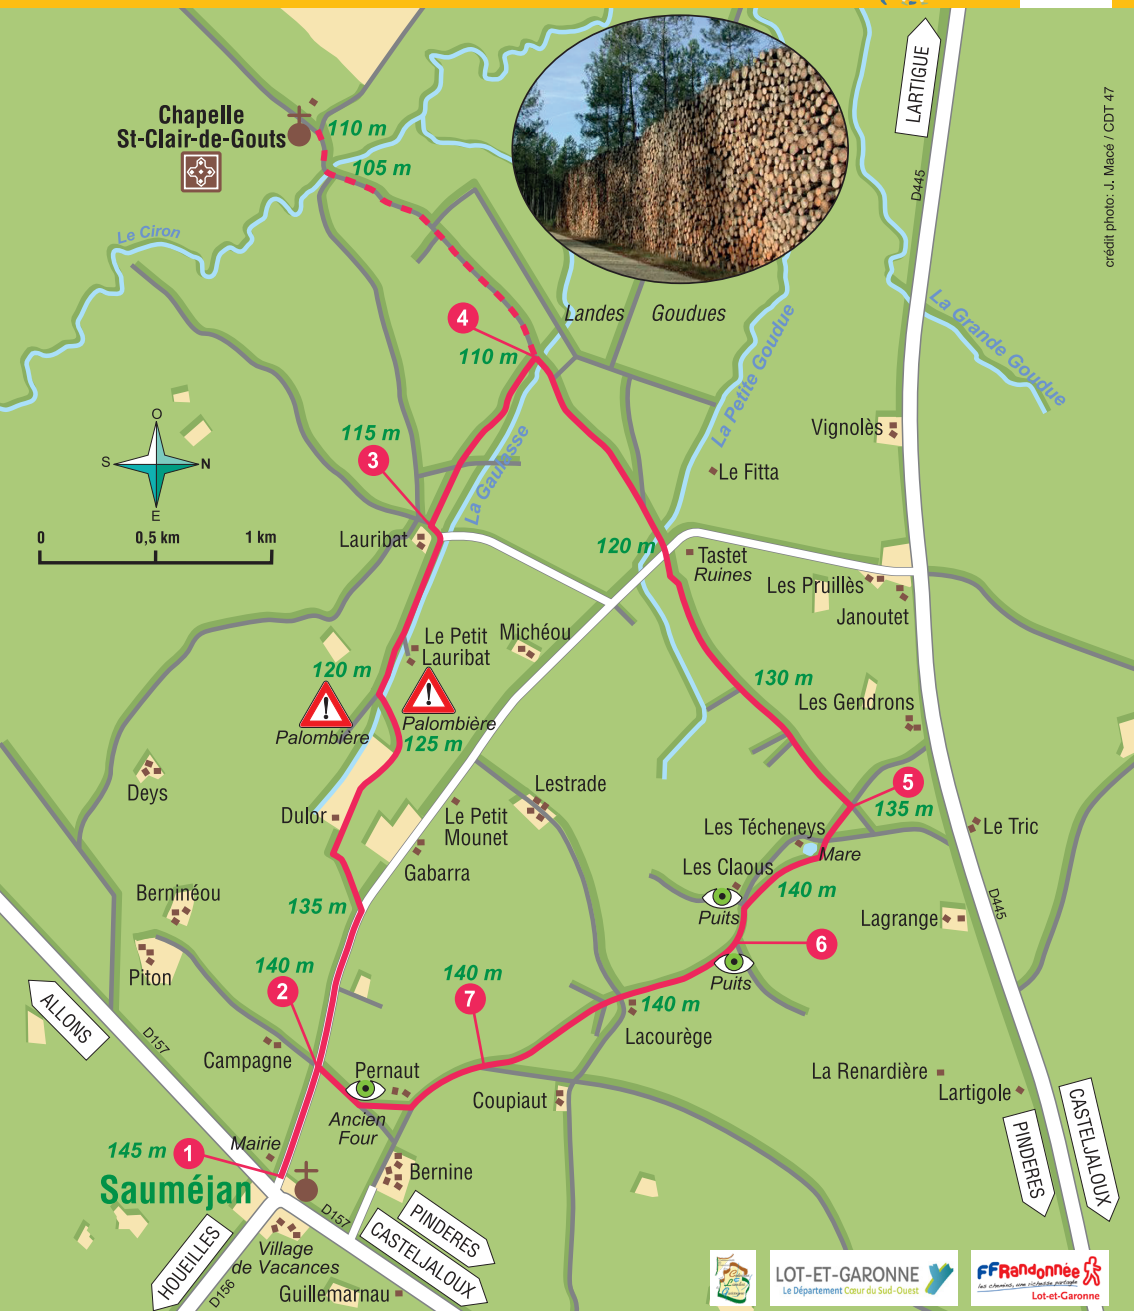 LARTIGUE
crédit photo: J. Macé / CDT 47
Chapelle
St-Clair-de-Gouts
110 m
105 m
D445
Le Ciron
La Grande Goudue
Landes Goudues
La Petite Goudue
4
110 m
O
S
N
E
115 m
3
Vignolès
La Gaulasse
Le Fitta
0 0,5 km 1 km
Lauribat
120 m
Tastet
Ruines
Les Pruillès
Janoutet
Le Petit
Lauribat
Michéou
120 m
!
!
Palombière
Palombière
125 m
130 m
Les Gendrons
Deys
Lestrade
5
135 m
Dulor
Le Petit
Mounet
Les Técheneys
Le Tric
Mare
Gabarra
Les Claous
140 m
Berninéou
135 m
Puits
D445
Lagrange
6
Piton
140 m
2
140 m
7
Puits
140 m
ALLONS
D157
Lacourège
Campagne
Pernaut
La Renardière
Lartigole
Coupiaut
Ancien
Four
CASTELJALOUX
PINDERES
145 m
1
Mairie
Sauméjan
Bernine
D157
PINDERES
CASTELJALOUX
HOUEILLES
D156
Village
de Vacances
Guillemarnau
LOT-ET-GARONNE
Le Département Cœur du Sud-Ouest
FFRandonnée
les chemins, une richesse partagée
Lot-et-Garonne